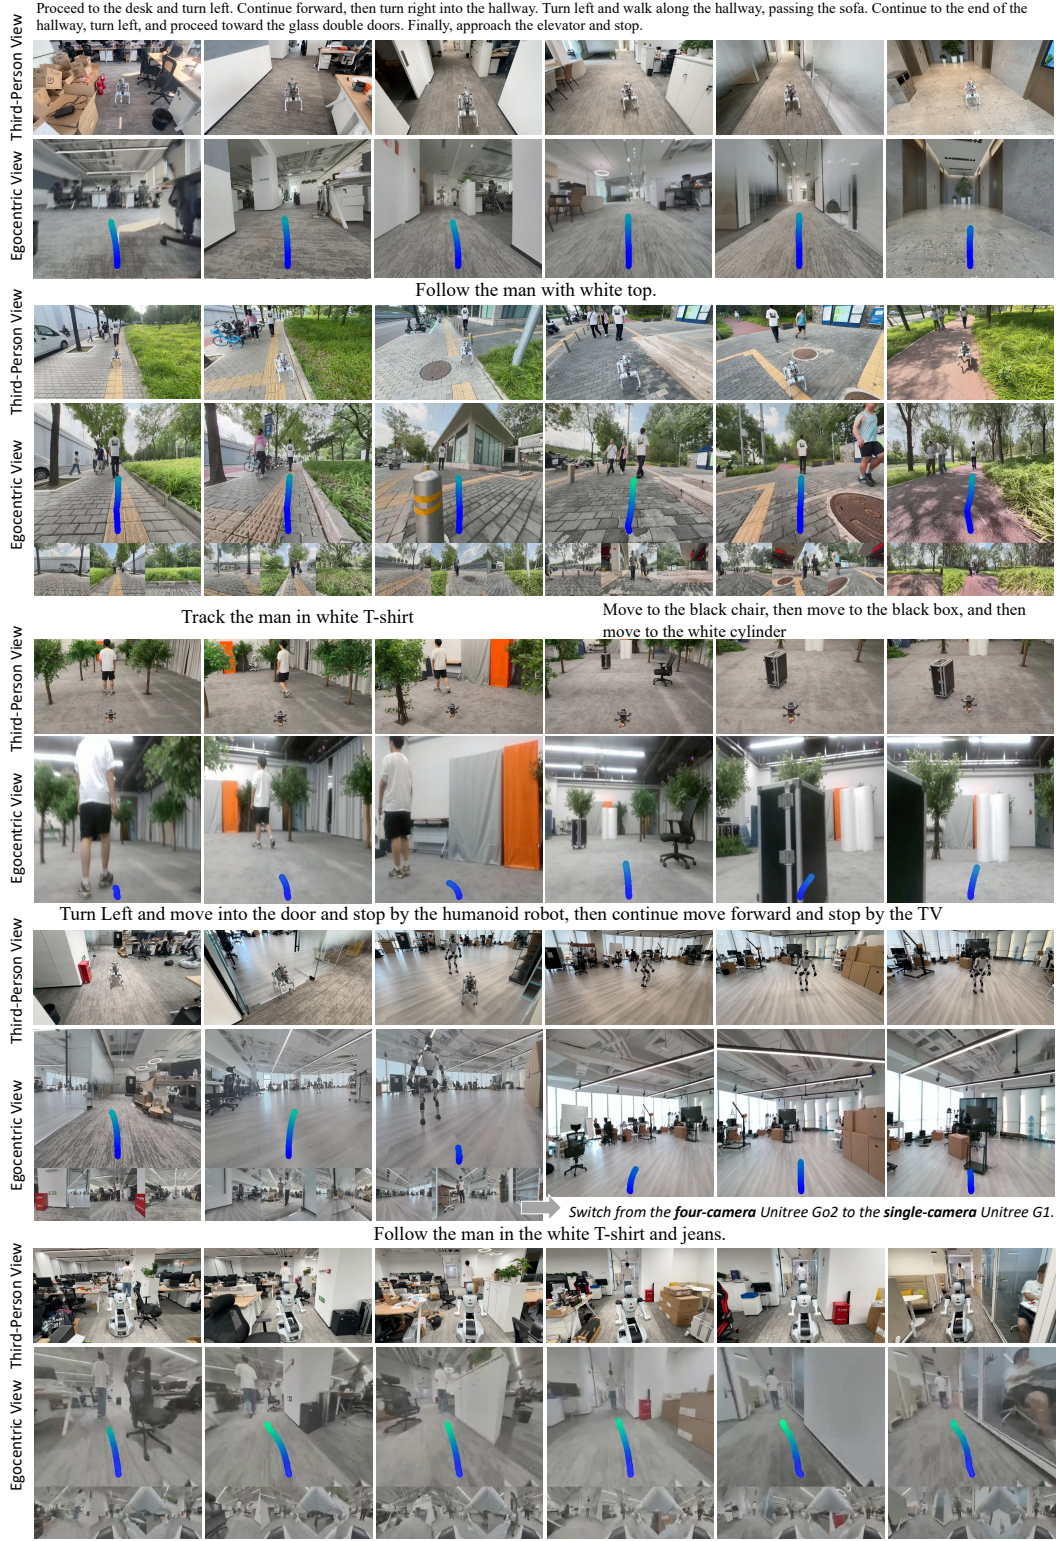 Proceed to the desk and turn left. Continue forward, then turn right into the hallway. Turn left and walk along the hallway, passing the sofa. Continue to the end of the
hallway, turn left, and proceed toward the glass double doors. Finally, approach the elevator and stop.
Third-Person View
Egocentric View
Follow the man with white top.
Third-Person View
Egocentric View
Track the man in white T-shirt
Move to the black chair, then move to the black box, and then
move to the white cylinder
Third-Person View
Egocentric View
Turn Left and move into the door and stop by the humanoid robot, then continue move forward and stop by the TV
Third-Person View
Egocentric View
Switch from the four-camera Unitree Go2 to the single-camera Unitree G1.
Follow the man in the white T-shirt and jeans.
Third-Person View
Egocentric View